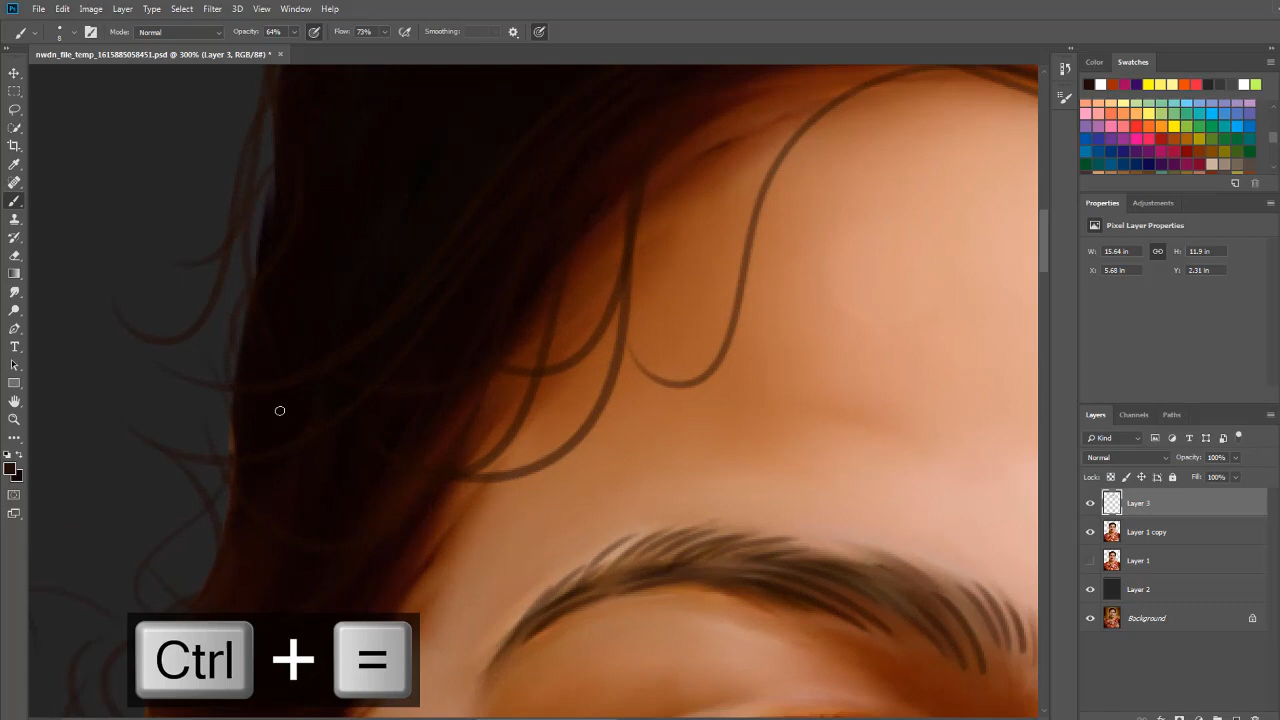 Ps File Edit Image Layer Type Select Filter 3D View Window Help
8 Mode: Normal Opacity: 64% Flow: 73% Smoothing:
nwdn_file_temp_1615885058451.psd @ 300% (Layer 3, RGB/8#) *
Color Swatches
Properties Adjustments
Pixel Layer Properties
W: 15.64 in H: 11.9 in
X: 5.68 in Y: 2.31 in
Layers Channels Paths
Kind
Normal Opacity: 100%
Lock: Fill: 100%
Layer 3
Layer 1 copy
Layer 1
Layer 2
Background
Ctrl + =